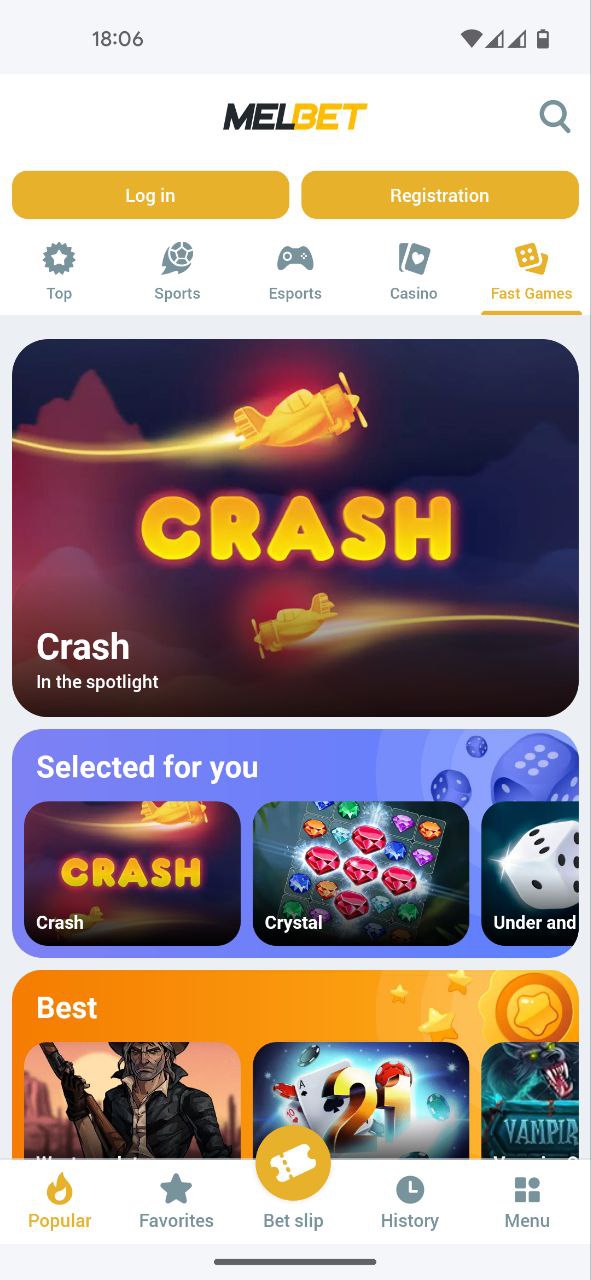 18:06
MELBET
Log in
Registration
Top
Sports
Esports
Casino
Fast Games
CRASH
Crash
In the spotlight
Selected for you
CRASH
Crash
Crystal
Under and
Best
A
10
21
VAMPIR
Popular
Favorites
Bet slip
History
Menu